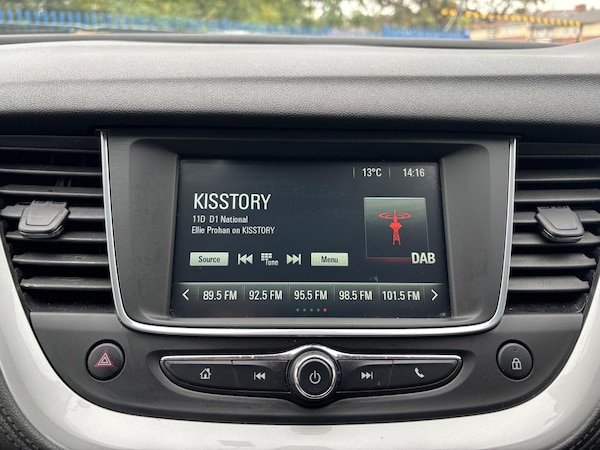 13°C 14:16
KISSTORY
11D D1 National
Ellie Prohan on KISSTORY
Source Tune Menu DAB
89.5 FM 92.5 FM 95.5 FM 98.5 FM 101.5 FM